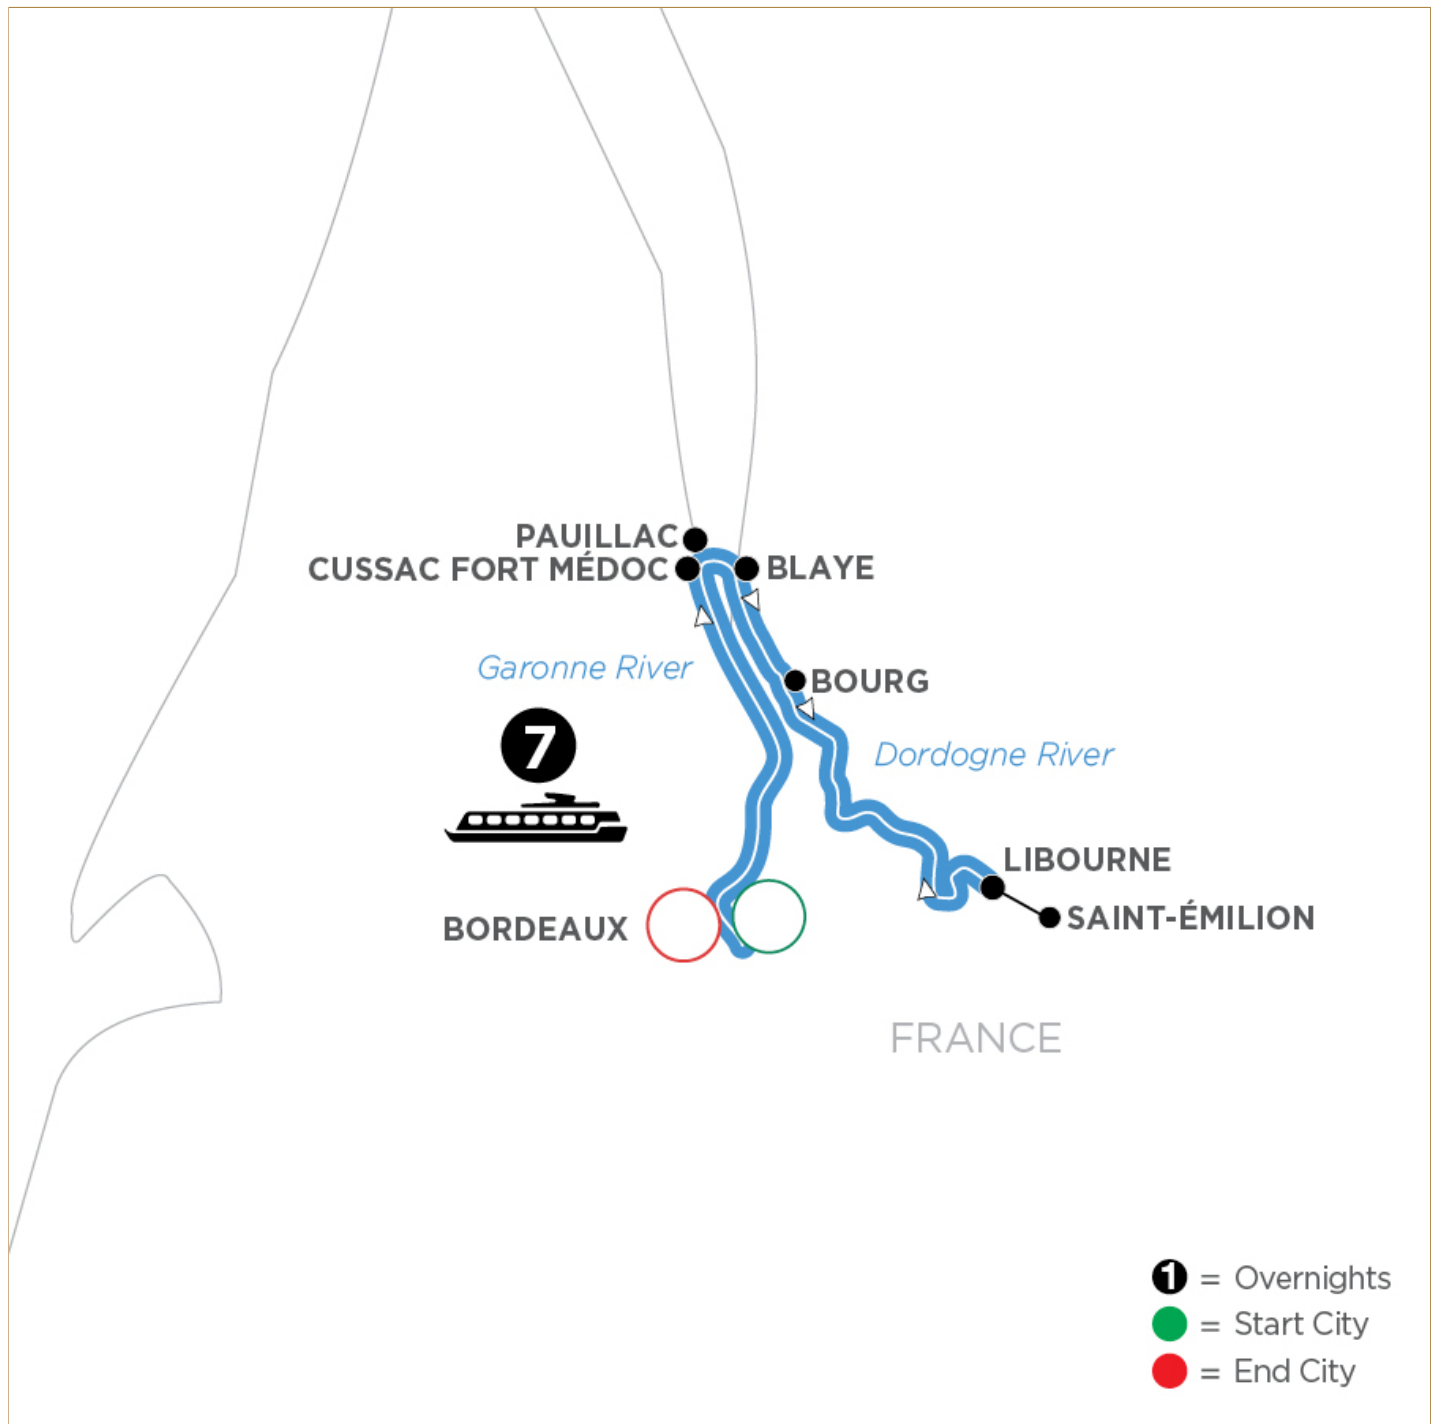 PAUILLAC
CUSSAC FORT MÉDOC
BLAYE
Garonne River
BOURG
7
Dordogne River
LIBOURNE
BORDEAUX
SAINT-ÉMILION
FRANCE
1 = Overnights
= Start City
= End City